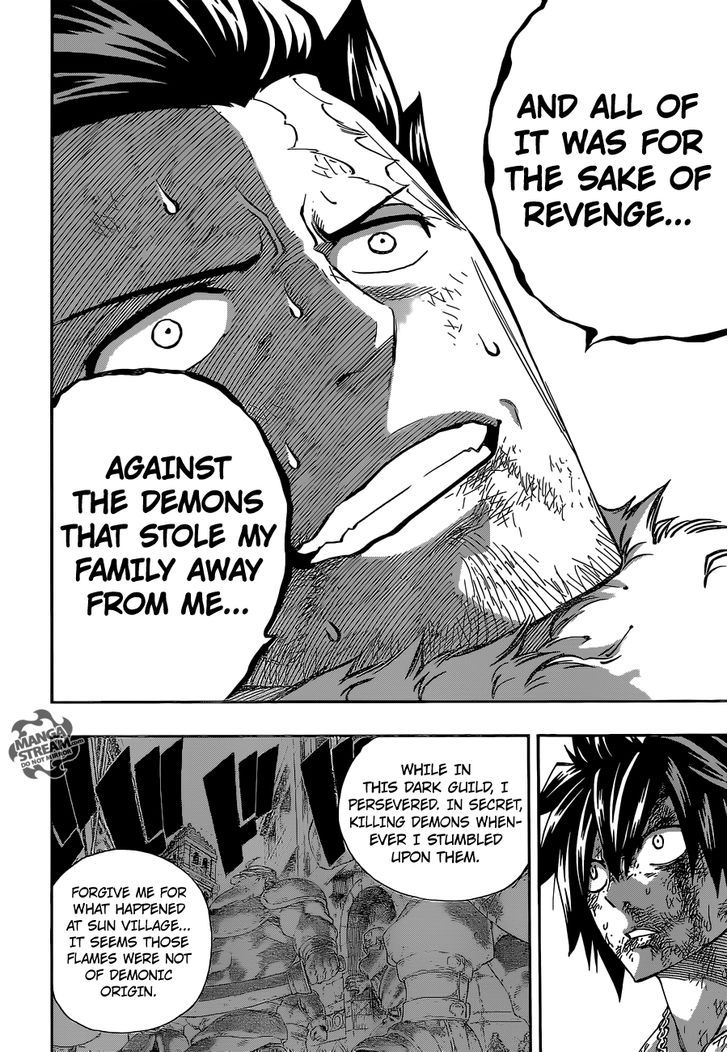 AND ALL OF
IT WAS FOR
THE SAKE OF
REVENGE...
AGAINST
THE DEMONS
THAT STOLE MY
FAMILY AWAY
FROM ME...
MANGA
STREAM.COM
DO NOT MIRROR
WHILE IN
THIS DARK GUILD, I
PERSEVERED. IN SECRET,
KILLING DEMONS WHEN-
EVER I STUMBLED
UPON THEM.
FORGIVE ME FOR
WHAT HAPPENED
AT SUN VILLAGE...
IT SEEMS THOSE
FLAMES WERE NOT
OF DEMONIC
ORIGIN.